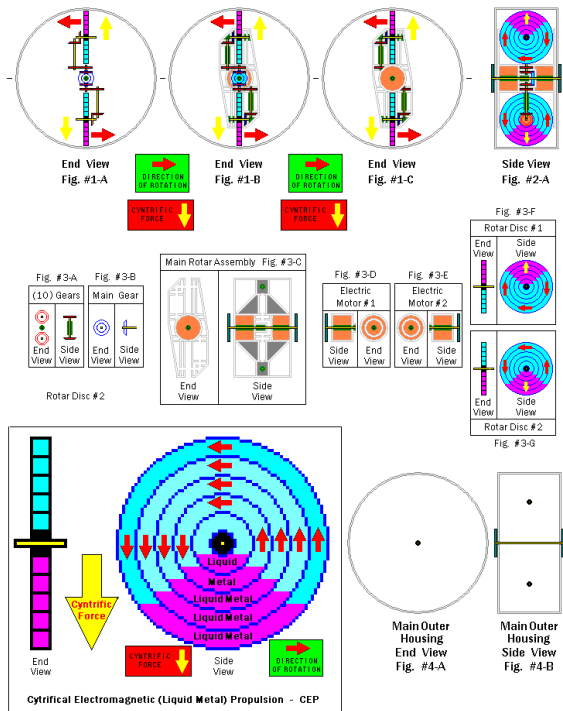 End View
Fig. #1-A
End View
Fig. #1-B
End View
Fig. #1-C
Side View
Fig. #2-A
DIRECTION
OF ROTATION
DIRECTION
OF ROTATION
CYNTRIFIC
FORCE
CYNTRIFIC
FORCE
Fig. #3-F
Rotar Disc #1
End
View
Side
View
Fig. #3-A
(10) Gears
End
View
Side
View
Fig. #3-B
Main Gear
End
View
Side
View
Rotar Disc #2
Main Rotar Assembly Fig. #3-C
End
View
Side
View
Fig. #3-D
Electric
Motor #1
Side
View
End
View
Fig. #3-E
Electric
Motor #2
End
View
Side
View
End
View
Side
View
Rotar Disc #2
Fig. #3-G
Liquid
Metal
Liquid Metal
Liquid Metal
Liquid Metal
Cyntrific
Force
End
View
CYNTRIFIC
FORCE
Side
View
DIRECTION
OF ROTATION
Cyntrifical Electromagnetic (Liquid Metal) Propulsion - CEP
Main Outer
Housing
End View
Fig. #4-A
Main Outer
Housing
Side View
Fig. #4-B